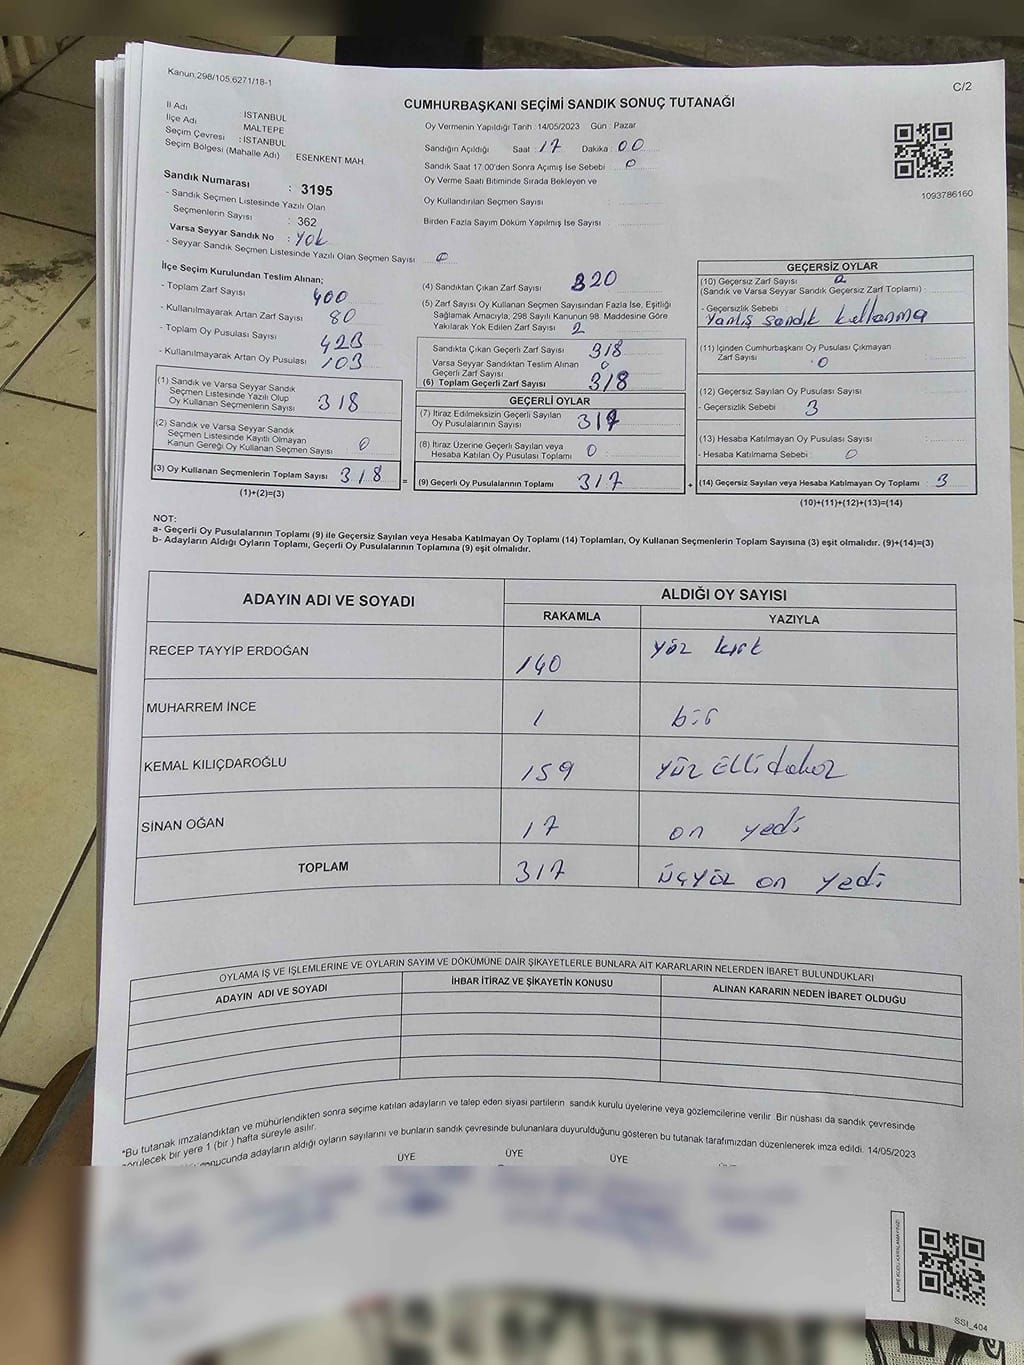 Kanun.298/105.627.1/18-1
C/2
CUMHURBAŞKANI SEÇİMİ SANDIK SONUÇ TUTANAĞI
İl Adı : İSTANBUL
İlçe Adı MALTEPE
Seçim Çevresi : İSTANBUL
Seçim Bölgesi (Mahalle Adı) ESENKENT MAH.
Oy Vermenin Yapıldığı Tarih :14/05/2023 Gün : Pazar
Sandığın Açıldığı Saat : 17 Dakika : 00
Sandık Saat 17:00'den Sonra Açımış İse Sebebi 0
Oy Verme Saati Bitiminde Sırada Bekleyen ve
Oy Kullandırılan Seçmen Sayısı :
Birden Fazla Sayım Döküm Yapılmış İse Sayısı :
1093786160
Sandık Numarası : 3195
- Sandık Seçmen Listesinde Yazılı Olan
Seçmenlerin Sayısı : 362
Varsa Seyyar Sandık No : Yok
- Seyyar Sandık Seçmen Listesinde Yazılı Olan Seçmen Sayısı : 0
İlçe Seçim Kurulundan Teslim Alınan;
- Toplam Zarf Sayısı 400
- Kullanılmayarak Artan Zarf Sayısı 80
- Toplam Oy Pusulası Sayısı 423
- Kullanılmayarak Artan Oy Pusulası 103
(1) Sandık ve Varsa Seyyar Sandık
Seçmen Listesinde Yazılı Olup
Oy Kullanan Seçmenlerin Sayısı 318
(2) Sandık ve Varsa Seyyar Sandık
Seçmen Listesinde Kayıtlı Olmayan
Kanun Gereği Oy Kullanan Seçmen Sayısı 0
(3) Oy Kullanan Seçmenlerin Toplam Sayısı 318
(1)+(2)=(3)
(4) Sandıktan Çıkan Zarf Sayısı 320
(5) Zarf Sayısı Oy Kullanan Seçmen Sayısından Fazla İse, Eşitliği
Sağlamak Amacıyla, 298 Sayılı Kanunun 98. Maddesine Göre
Yakılarak Yok Edilen Zarf Sayısı 2
Sandıkta Çıkan Geçerli Zarf Sayısı 318
Varsa Seyyar Sandıktan Teslim Alınan
Geçerli Zarf Sayısı 0
(6) Toplam Geçerli Zarf Sayısı 318
GEÇERLİ OYLAR
(7) İtiraz Edilmeksizin Geçerli Sayılan
Oy Pusulalarının Sayısı 317
(8) İtiraz Üzerine Geçerli Sayılan veya
Hesaba Katılan Oy Pusulası Toplamı 0
= (9) Geçerli Oy Pusulalarının Toplamı 317
GEÇERSİZ OYLAR
(10) Geçersiz Zarf Sayısı 2
(Sandık ve Varsa Seyyar Sandık Geçersiz Zarf Toplamı) :
- Geçersizlik Sebebi
Yanlış sandık kullanma
(11) İçinden Cumhurbaşkanı Oy Pusulası Çıkmayan
Zarf Sayısı 0
(12) Geçersiz Sayılan Oy Pusulası Sayısı
- Geçersizlik Sebebi 3
(13) Hesaba Katılmayan Oy Pusulası Sayısı :
- Hesaba Katılmama Sebebi : 0
+ (14) Geçersiz Sayılan veya Hesaba Katılmayan Oy Toplamı : 3
(10)+(11)+(12)+(13)=(14)
NOT:
a- Geçerli Oy Pusulalarının Toplamı (9) ile Geçersiz Sayılan veya Hesaba Katılmayan Oy Toplamı (14) Toplamları, Oy Kullanan Seçmenlerin Toplam Sayısına (3) eşit olmalıdır. (9)+(14)=(3)
b- Adayların Aldığı Oyların Toplamı, Geçerli Oy Pusulalarının Toplamına (9) eşit olmalıdır.
ADAYIN ADI VE SOYADI ALDIĞI OY SAYISI
RAKAMLA YAZIYLA
RECEP TAYYİP ERDOĞAN 140 yüz kırk
MUHARREM İNCE 1 bir
KEMAL KILIÇDAROĞLU 159 yüz elli dokuz
SİNAN OĞAN 17 on yedi
TOPLAM 317 üçyüz on yedi
OYLAMA İŞ VE İŞLEMLERİNE VE OYLARIN SAYIM VE DÖKÜMÜNE DAİR ŞİKAYETLERLE BUNLARA AİT KARARLARIN NELERDEN İBARET BULUNDUKLARI
ADAYIN ADI VE SOYADI İHBAR İTİRAZ VE ŞİKAYETİN KONUSU ALINAN KARARIN NEDEN İBARET OLDUĞU
*Bu tutanak imzalandıktan ve mühürlendikten sonra seçime katılan adayların ve talep eden siyasi partilerin sandık kurulu üyelerine veya gözlemcilerine verilir. Bir nüshası da sandık çevresinde
görülecek bir yere 1 (bir) hafta süreyle asılır.
sonucunda adayların aldığı oyların sayılarını ve bunların sandık çevresinde bulunanlara duyurulduğunu gösteren bu tutanak tarafımızdan düzenlenerek imza edildi. 14/05/2023
ÜYE ÜYE ÜYE
SSI_404